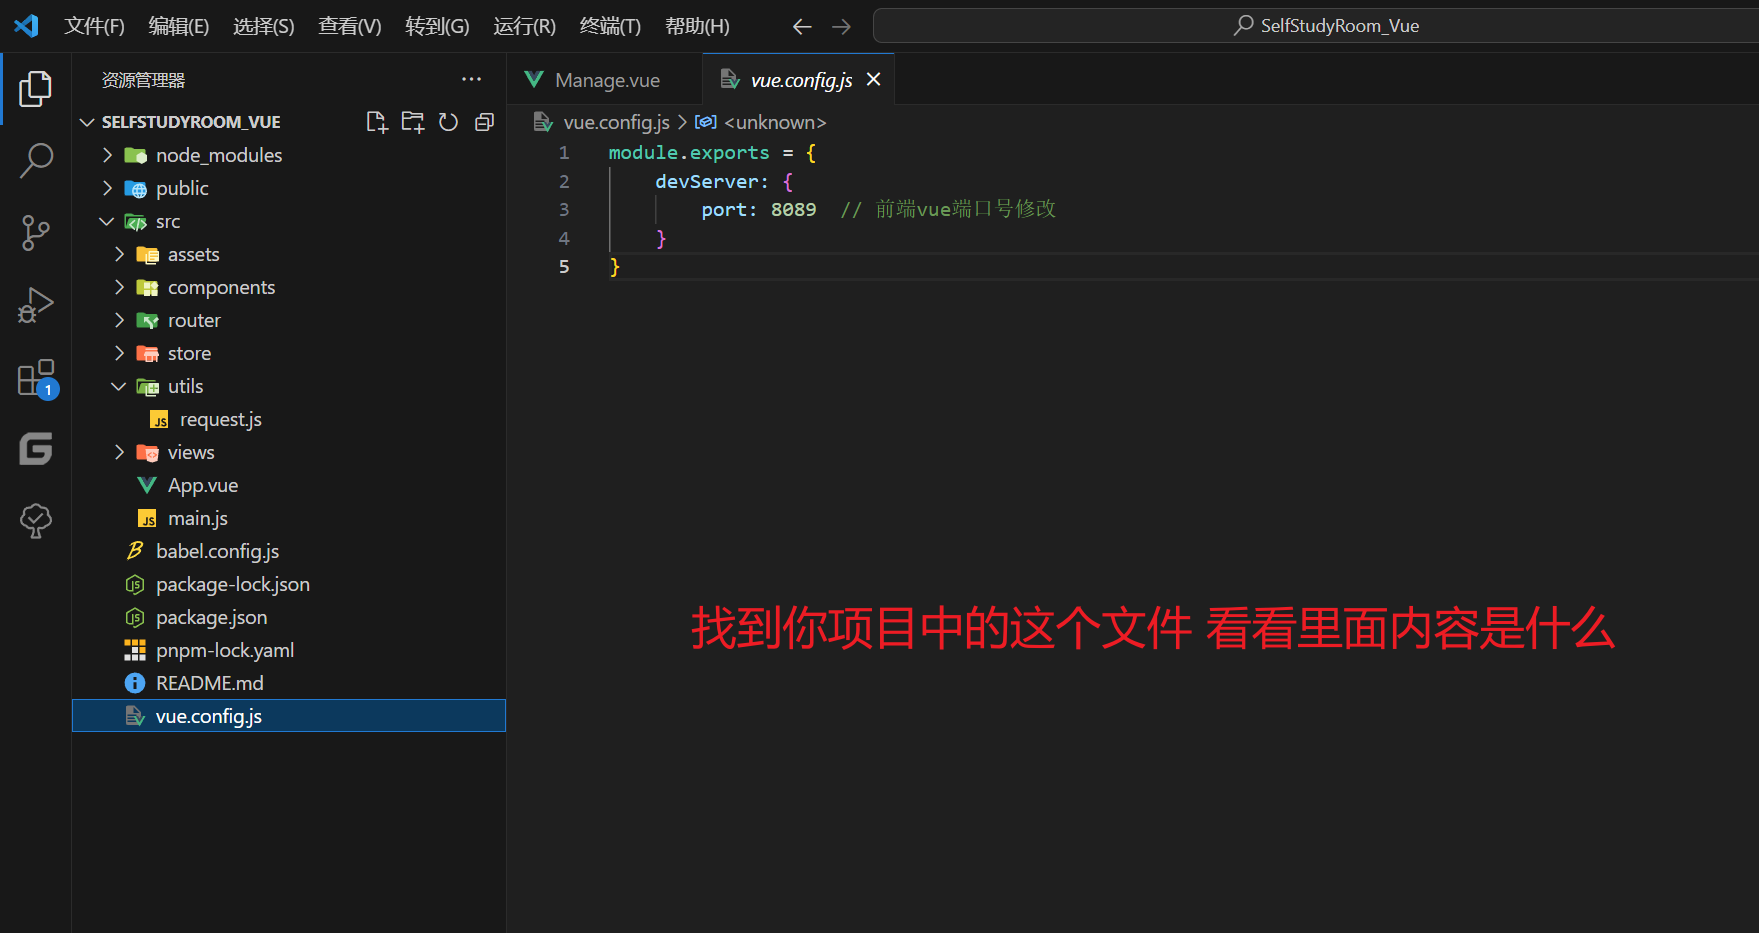 文件(F) 编辑(E) 选择(S) 查看(V) 转到(G) 运行(R) 终端(T) 帮助(H) SelfStudyRoom_Vue
资源管理器
SELFSTUDYROOM_VUE
node_modules
public
src
assets
components
router
store
utils
request.js
views
App.vue
main.js
babel.config.js
package-lock.json
package.json
pnpm-lock.yaml
README.md
vue.config.js
1
Manage.vue vue.config.js
vue.config.js > <unknown>
1 module.exports = {
2 devServer: {
3 port: 8089 // 前端vue端口号修改
4 }
5 }
找到你项目中的这个文件 看看里面内容是什么